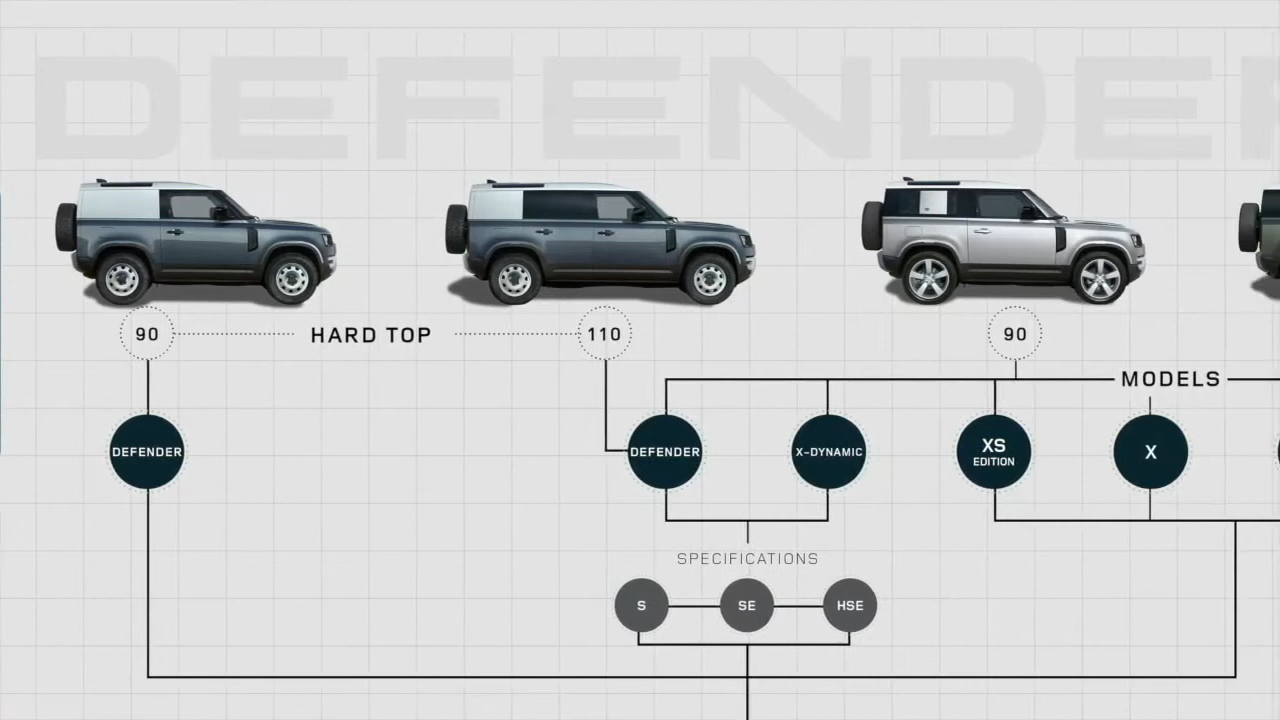 DEFENDER
90
HARD TOP
110
90
MODELS
DEFENDER
DEFENDER
X-DYNAMIC
XS
EDITION
X
SPECIFICATIONS
S
SE
HSE